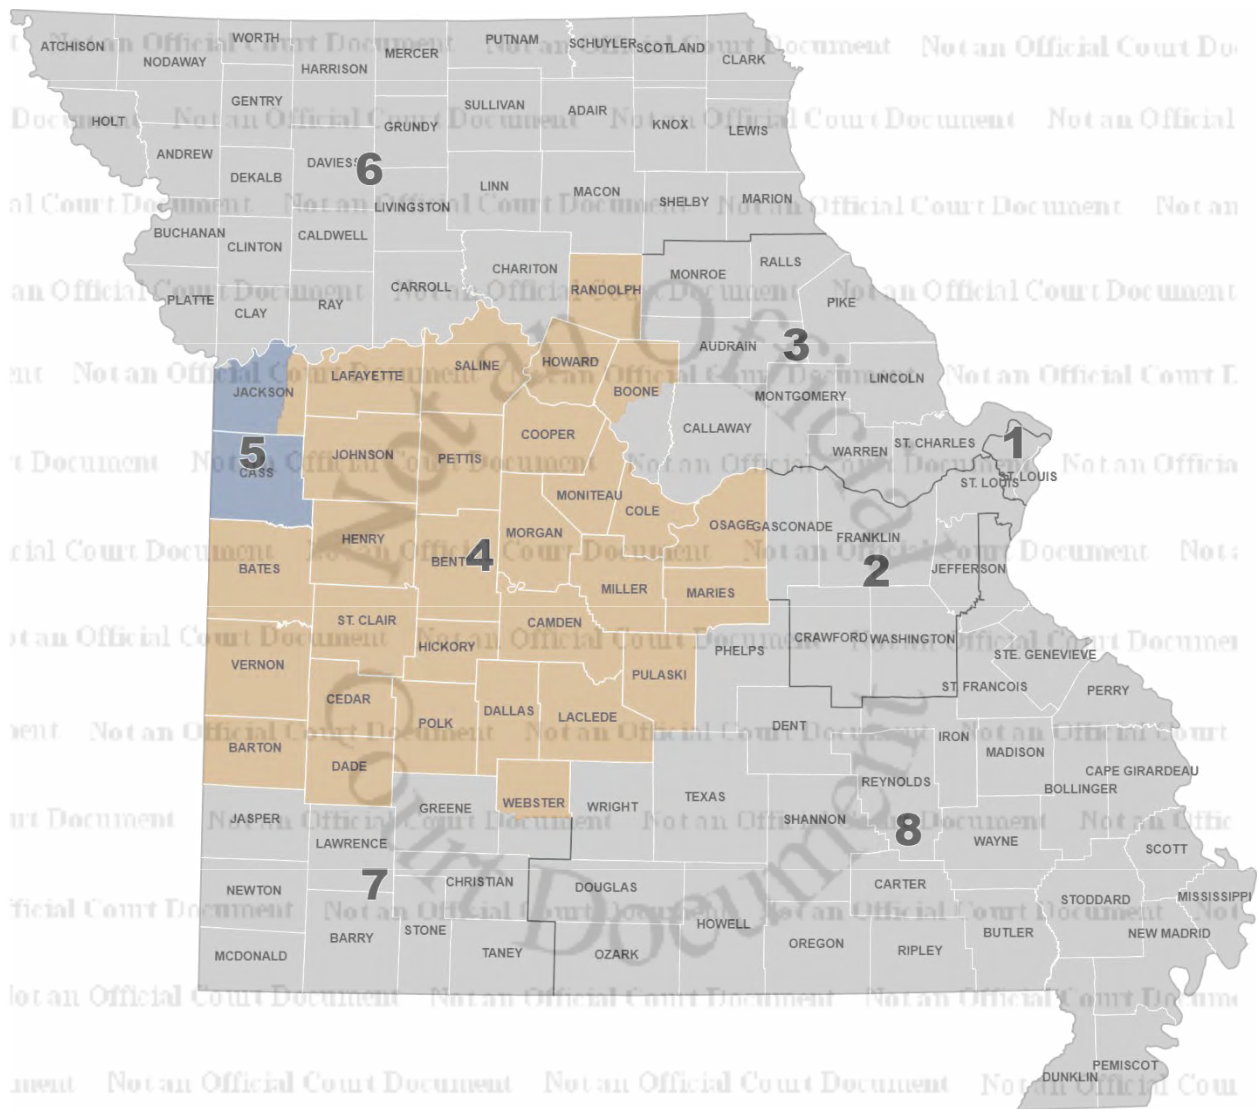 ATCHISON
NODAWAY
WORTH
HARRISON
MERCER
PUTNAM
SCHUYLER
SCOTLAND
CLARK
HOLT
GENTRY
GRUNDY
SULLIVAN
ADAIR
KNOX
LEWIS
ANDREW
DEKALB
DAVIESS
6
LINN
MACON
SHELBY
MARION
LIVINGSTON
BUCHANAN
CLINTON
CALDWELL
CHARITON
RANDOLPH
MONROE
RALLS
PLATTE
CLAY
RAY
CARROLL
PIKE
AUDRAIN
3
JACKSON
LAFAYETTE
SALINE
HOWARD
BOONE
MONTGOMERY
LINCOLN
CALLAWAY
COOPER
WARREN
ST. CHARLES
1
5
CASS
JOHNSON
PETTIS
MONITEAU
COLE
ST. LOUIS
ST. LOUIS
OSAGE
GASCONADE
FRANKLIN
HENRY
MORGAN
BENT
4
BATES
MILLER
MARIES
2
JEFFERSON
ST. CLAIR
CAMDEN
HICKORY
PHELPS
CRAWFORD
WASHINGTON
STE. GENEVIEVE
VERNON
PULASKI
ST. FRANCOIS
PERRY
CEDAR
POLK
DALLAS
LACLEDE
DENT
IRON
MADISON
BARTON
DADE
REYNOLDS
BOLLINGER
CAPE GIRARDEAU
JASPER
GREENE
WEBSTER
WRIGHT
TEXAS
SHANNON
8
WAYNE
SCOTT
LAWRENCE
7
CHRISTIAN
DOUGLAS
CARTER
STODDARD
MISSISSIPPI
NEWTON
BARRY
STONE
HOWELL
OREGON
RIPLEY
BUTLER
NEW MADRID
MCDONALD
TANEY
OZARK
DUNKLIN
PEMISCOT
Not an Official
Court Document